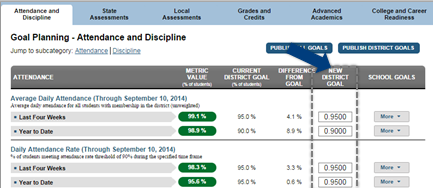 Attendance and Discipline
State Assessments
Local Assessments
Grades and Credits
Advanced Academics
College and Career Readiness
Goal Planning - Attendance and Discipline
Jump to subcategory: Attendance | Discipline
PUBLISH DISTRICT GOALS
ATTENDANCE METRIC VALUE (% of students) CURRENT DISTRICT GOAL (% of students) DIFFERENCE FROM GOAL NEW DISTRICT GOAL SCHOOL GOALS
Average Daily Attendance (Through September 10, 2014)
Average daily attendance for all students with membership in the district (unweighted)
Last Four Weeks 99.1 % 95.0 % 4.1 % 0.9500 More
Year to Date 98.9 % 90.0 % 8.9 % 0.9000 More
Daily Attendance Rate (Through September 10, 2014)
% of students meeting attendance rate threshold of 90% during the specified time frame
Last Four Weeks 98.3 % 95.0 % 3.3 % 0.9500 More
Year to Date 95.6 % 95.0 % 0.6 % 0.9500 More